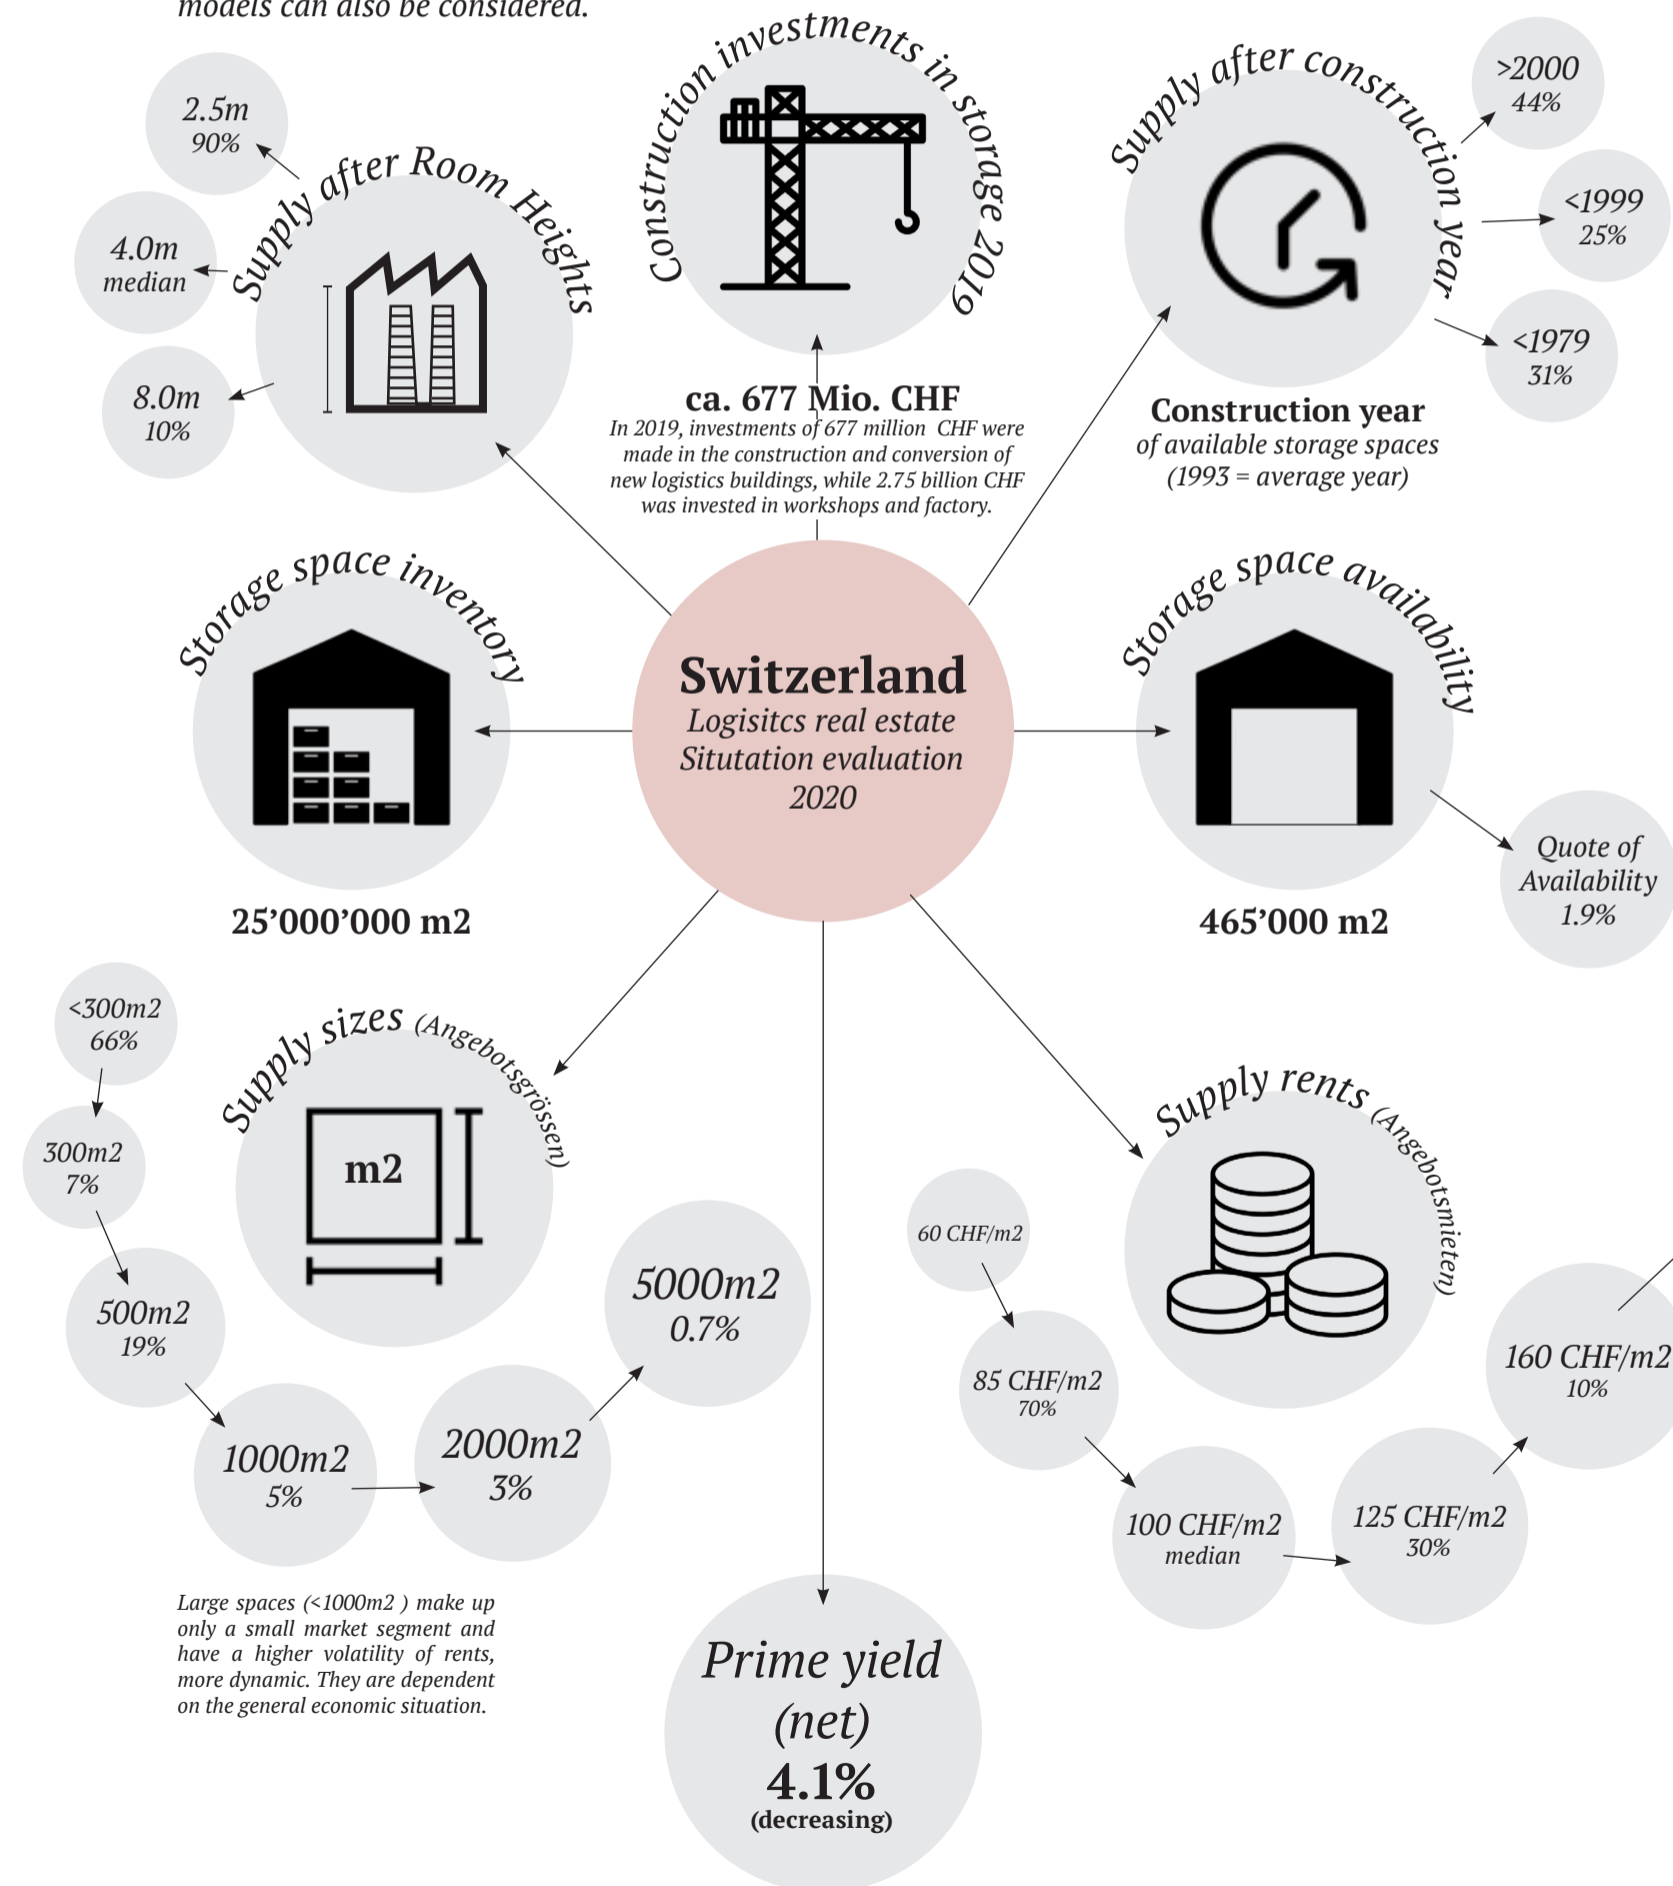 models can also be considered.
Supply after Room Heights
2.5m
90%
4.0m
median
8.0m
10%
Construction investments in storage 2019
ca. 677 Mio. CHF
In 2019, investments of 677 million CHF were
made in the construction and conversion of
new logistics buildings, while 2.75 billion CHF
was invested in workshops and factory.
Supply after construction year
>2000
44%
<1999
25%
<1979
31%
Construction year
of available storage spaces
(1993 = average year)
Storage space inventory
25’000’000 m2
Switzerland
Logisitcs real estate
Situtation evaluation
2020
Storage space availability
465’000 m2
Quote of
Availability
1.9%
Supply sizes (Angebotsgrössen)
m2
<300m2
66%
300m2
7%
500m2
19%
1000m2
5%
2000m2
3%
5000m2
0.7%
Large spaces (<1000m2 ) make up
only a small market segment and
have a higher volatility of rents,
more dynamic. They are dependent
on the general economic situation.
Supply rents (Angebotsmieten)
60 CHF/m2
85 CHF/m2
70%
100 CHF/m2
median
125 CHF/m2
30%
160 CHF/m2
10%
Prime yield
(net)
4.1%
(decreasing)